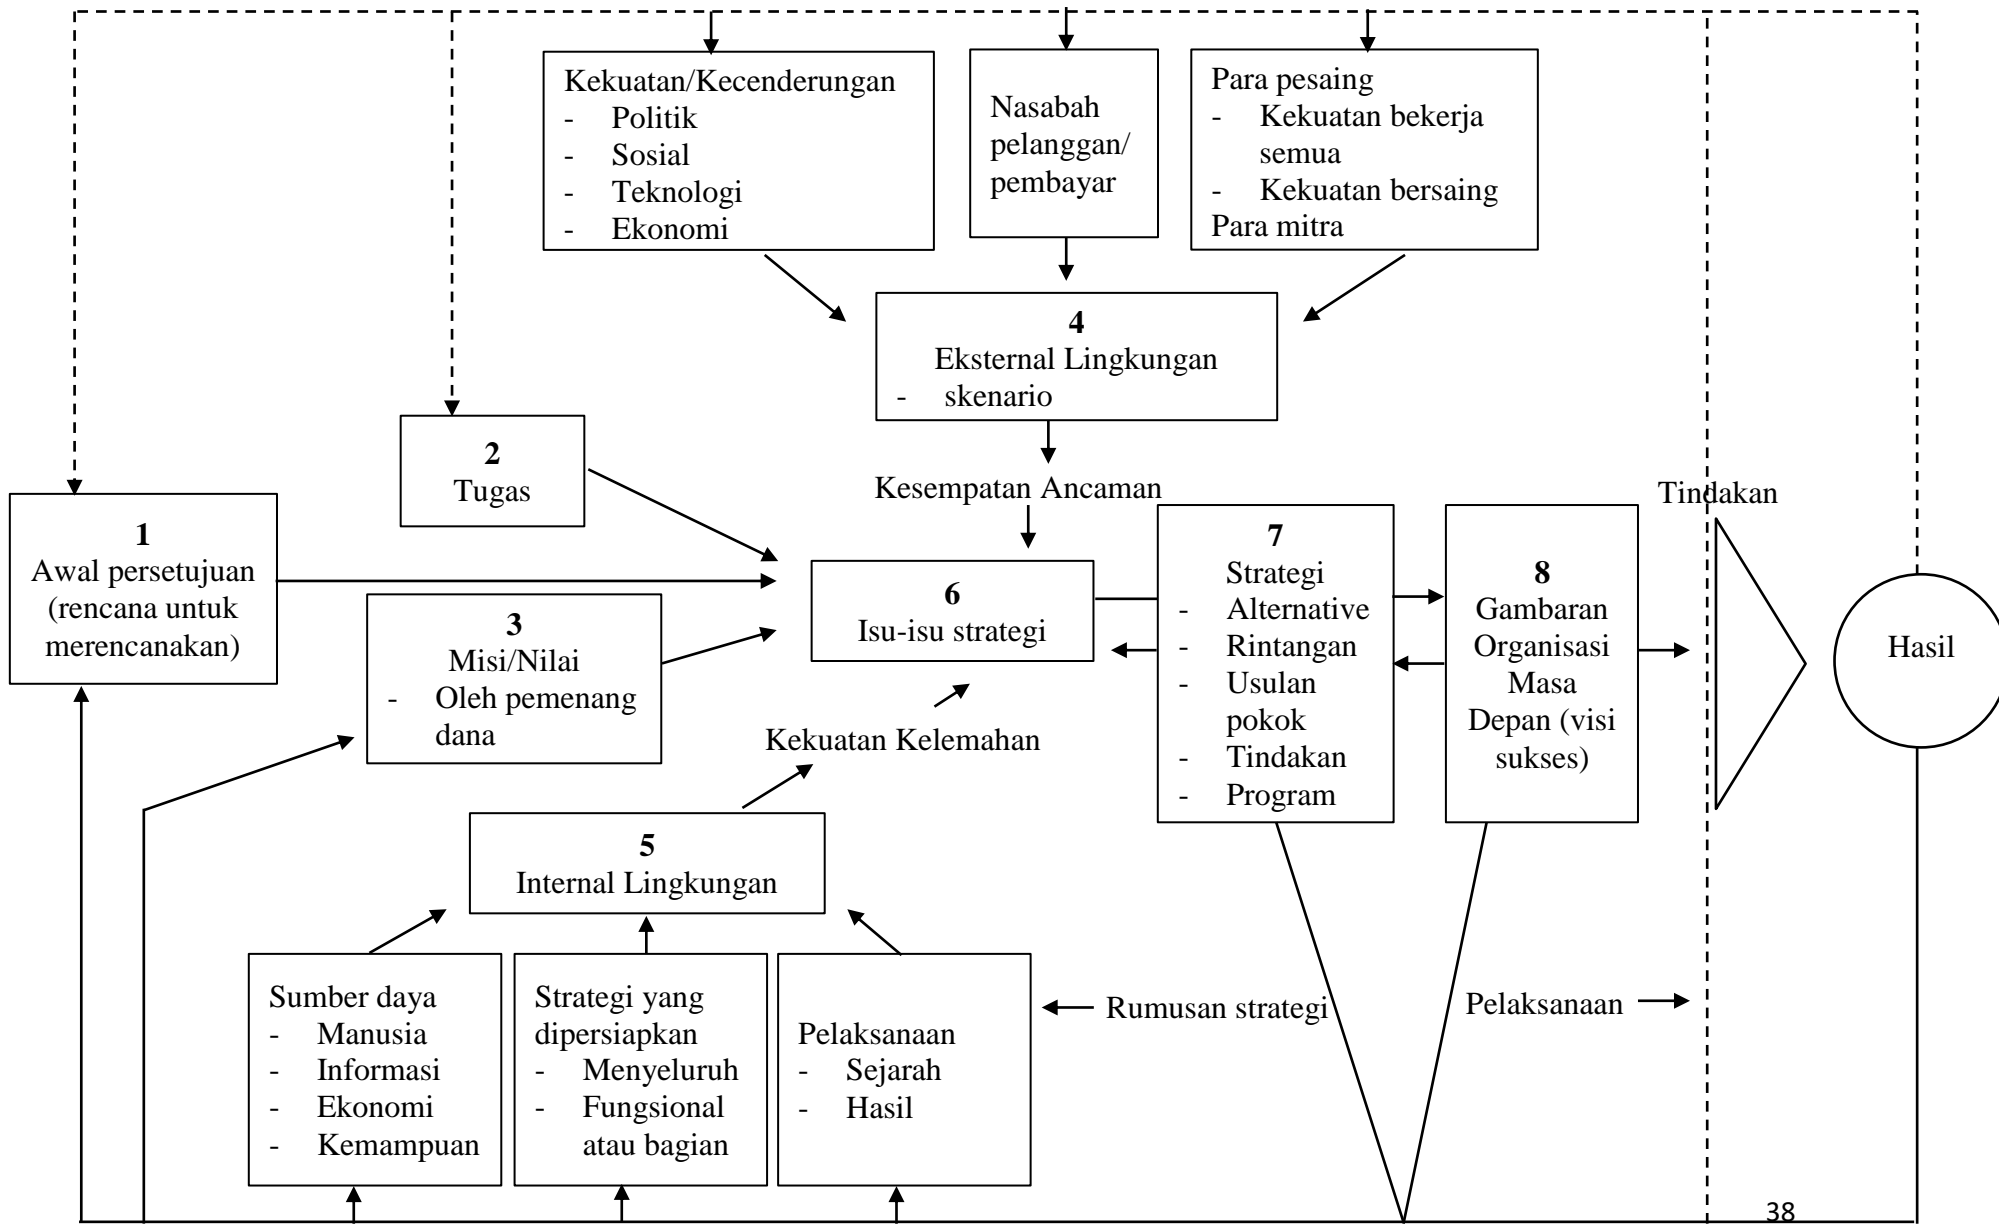 Kekuatan/Kecenderungan
- Politik
- Sosial
- Teknologi
- Ekonomi
Nasabah
pelanggan/
pembayar
Para pesaing
- Kekuatan bekerja
semua
- Kekuatan bersaing
Para mitra
4
Eksternal Lingkungan
- skenario
2
Tugas
Kesempatan Ancaman
Tindakan
1
Awal persetujuan
(rencana untuk
merencanakan)
3
Misi/Nilai
- Oleh pemenang
dana
6
Isu-isu strategi
7
Strategi
- Alternative
- Rintangan
- Usulan
pokok
- Tindakan
- Program
8
Gambaran
Organisasi
Masa
Depan (visi
sukses)
Hasil
Kekuatan Kelemahan
5
Internal Lingkungan
Sumber daya
- Manusia
- Informasi
- Ekonomi
- Kemampuan
Strategi yang
dipersiapkan
- Menyeluruh
- Fungsional
atau bagian
Pelaksanaan
- Sejarah
- Hasil
Rumusan strategi
Pelaksanaan
38